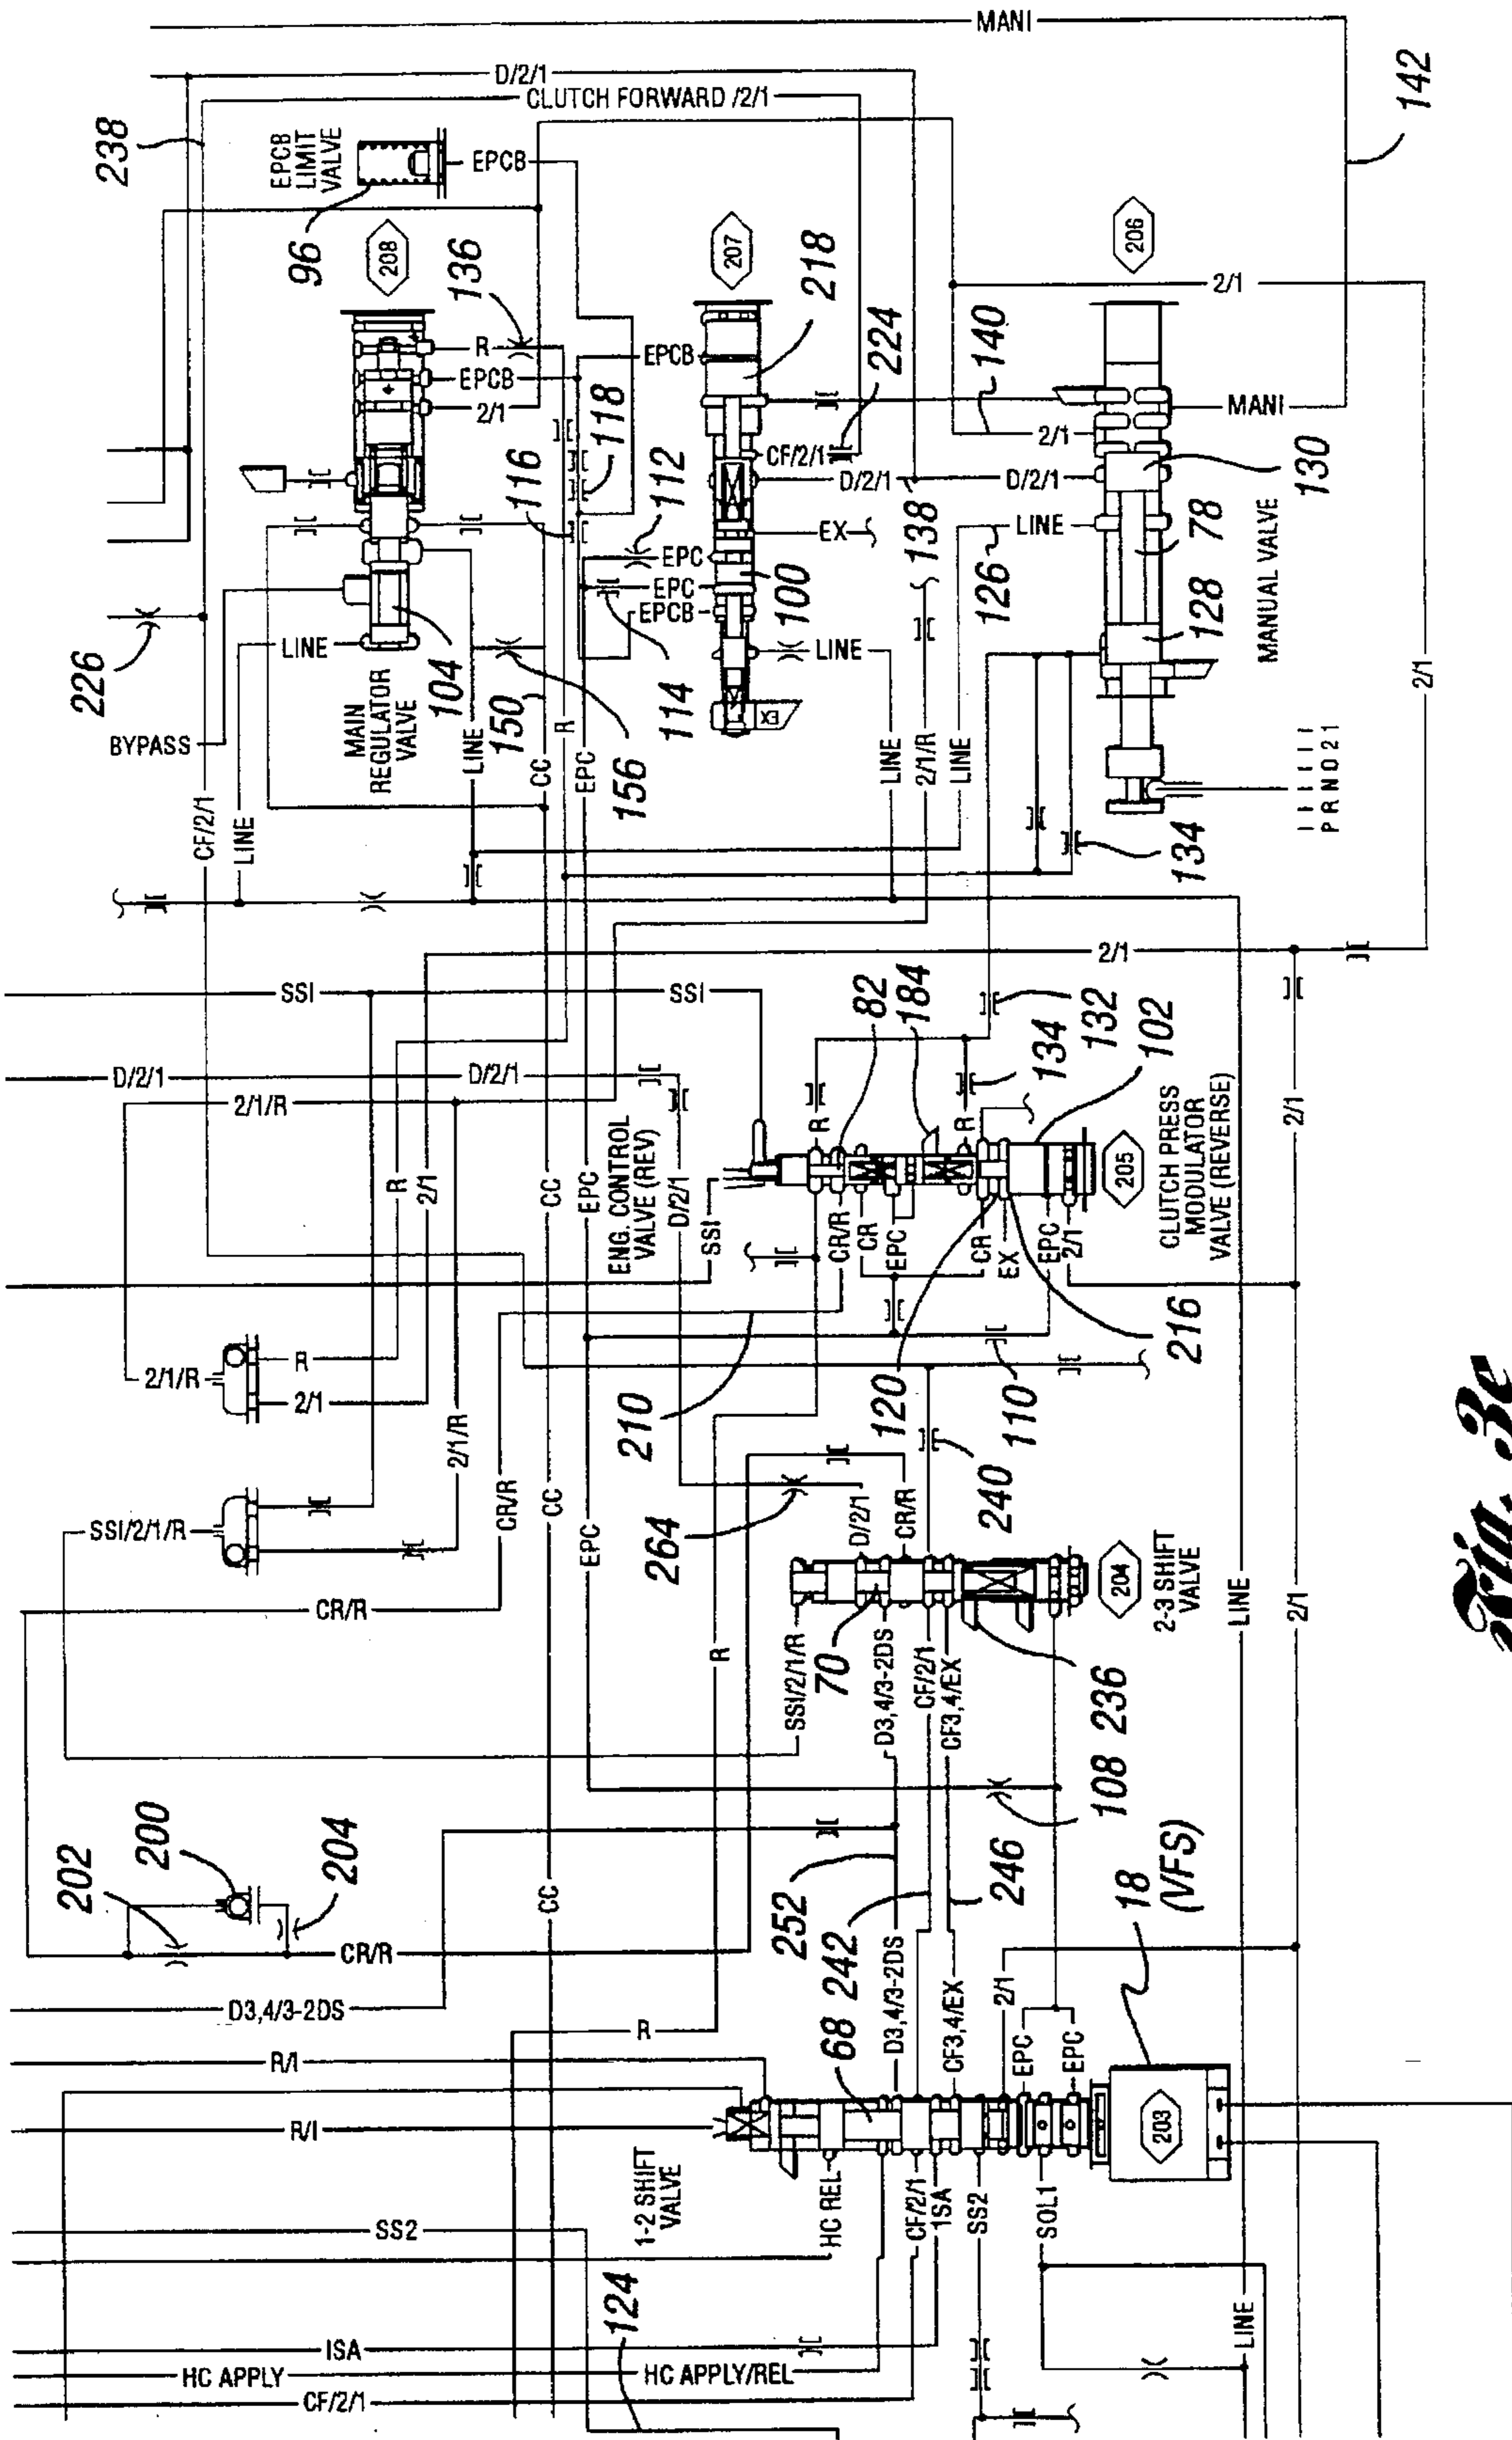 MANI
D/2/1
CLUTCH FORWARD /2/1
238
EPCB
LIMIT
VALVE
EPCB
142
96
208
207
206
136
R
EPCB
2/1
EPCB
218
224
140
2/1
MANI
2/1
116
118
112
CF/2/1
D/2/1
D/2/1
130
138
EX
126
LINE
78
EPC
EPC
EPCB
100
226
LINE
104
MAIN
REGULATOR
VALVE
BYPASS
LINE
150
R
156
114
LINE
EX
128
MANUAL VALVE
CC
EPC
LINE
2/1/R
LINE
2/1
P R N D 2 1
134
CF/2/1
LINE
SSI
SSI
2/1
D/2/1
D/2/1
2/1/R
82
184
134
132
102
R
R
R
2/1
CC
EPC
ENG. CONTROL
VALVE (REV)
D/2/1
SSI
CR/R
CR
EPC
CR
EX
EPC
2/1
205
CLUTCH PRESS
MODULATOR
VALVE (REVERSE)
2/1
2/1/R
R
2/1
210
120
110
216
2/1/R
SSI/2/1/R
CR/R
CC
EPC
264
D/2/1
CR/R
240
204
2-3 SHIFT
VALVE
LINE
2/1
CR/R
R
SSI/2/1/R
70
D3,4/3-2DS
CF/2/1
CF3,4/EX
236
108
202
200
204
CR/R
CC
CC
252
242
246
18
(VFS)
D3,4/3-2DS
R
68
D3,4/3-2DS
CF3,4/EX
2/1
EPC
EPC
203
R/I
R/I
1-2 SHIFT
VALVE
HC REL
CF/2/1
1SA
SS2
SOL1
SS2
124
LINE
ISA
HC APPLY
HC APPLY/REL
CF/2/1
Fig. 3c